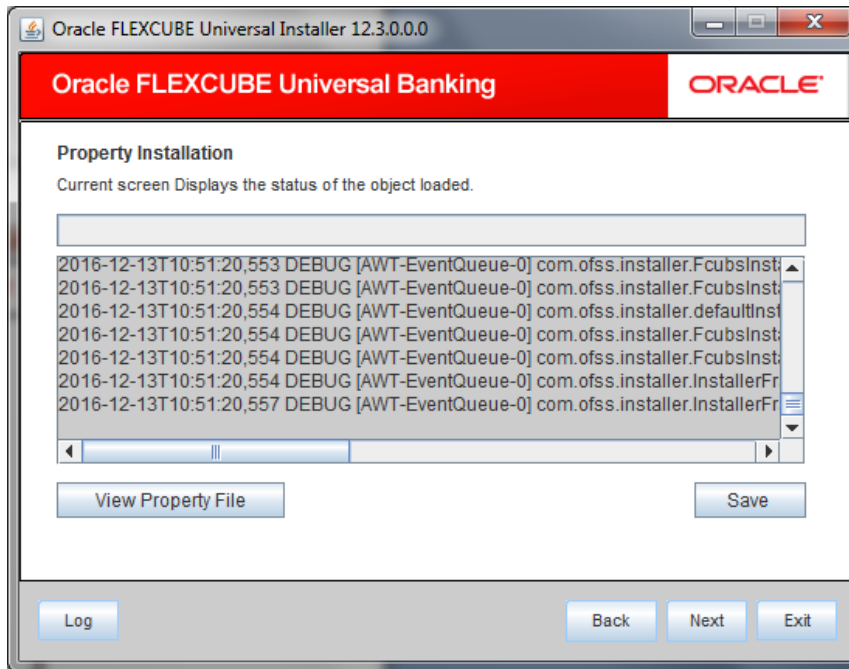 Oracle FLEXCUBE Universal Installer 12.3.0.0.0
Oracle FLEXCUBE Universal Banking
ORACLE
Property Installation
Current screen Displays the status of the object loaded.
2016-12-13T10:51:20,553 DEBUG [AWT-EventQueue-0] com.ofss.installer.FcubsInst
2016-12-13T10:51:20,553 DEBUG [AWT-EventQueue-0] com.ofss.installer.FcubsInst
2016-12-13T10:51:20,554 DEBUG [AWT-EventQueue-0] com.ofss.installer.defaultInst
2016-12-13T10:51:20,554 DEBUG [AWT-EventQueue-0] com.ofss.installer.FcubsInst
2016-12-13T10:51:20,554 DEBUG [AWT-EventQueue-0] com.ofss.installer.FcubsInst
2016-12-13T10:51:20,554 DEBUG [AWT-EventQueue-0] com.ofss.installer.InstallerFr
2016-12-13T10:51:20,557 DEBUG [AWT-EventQueue-0] com.ofss.installer.InstallerFr
View Property File Save
Log Back Next Exit